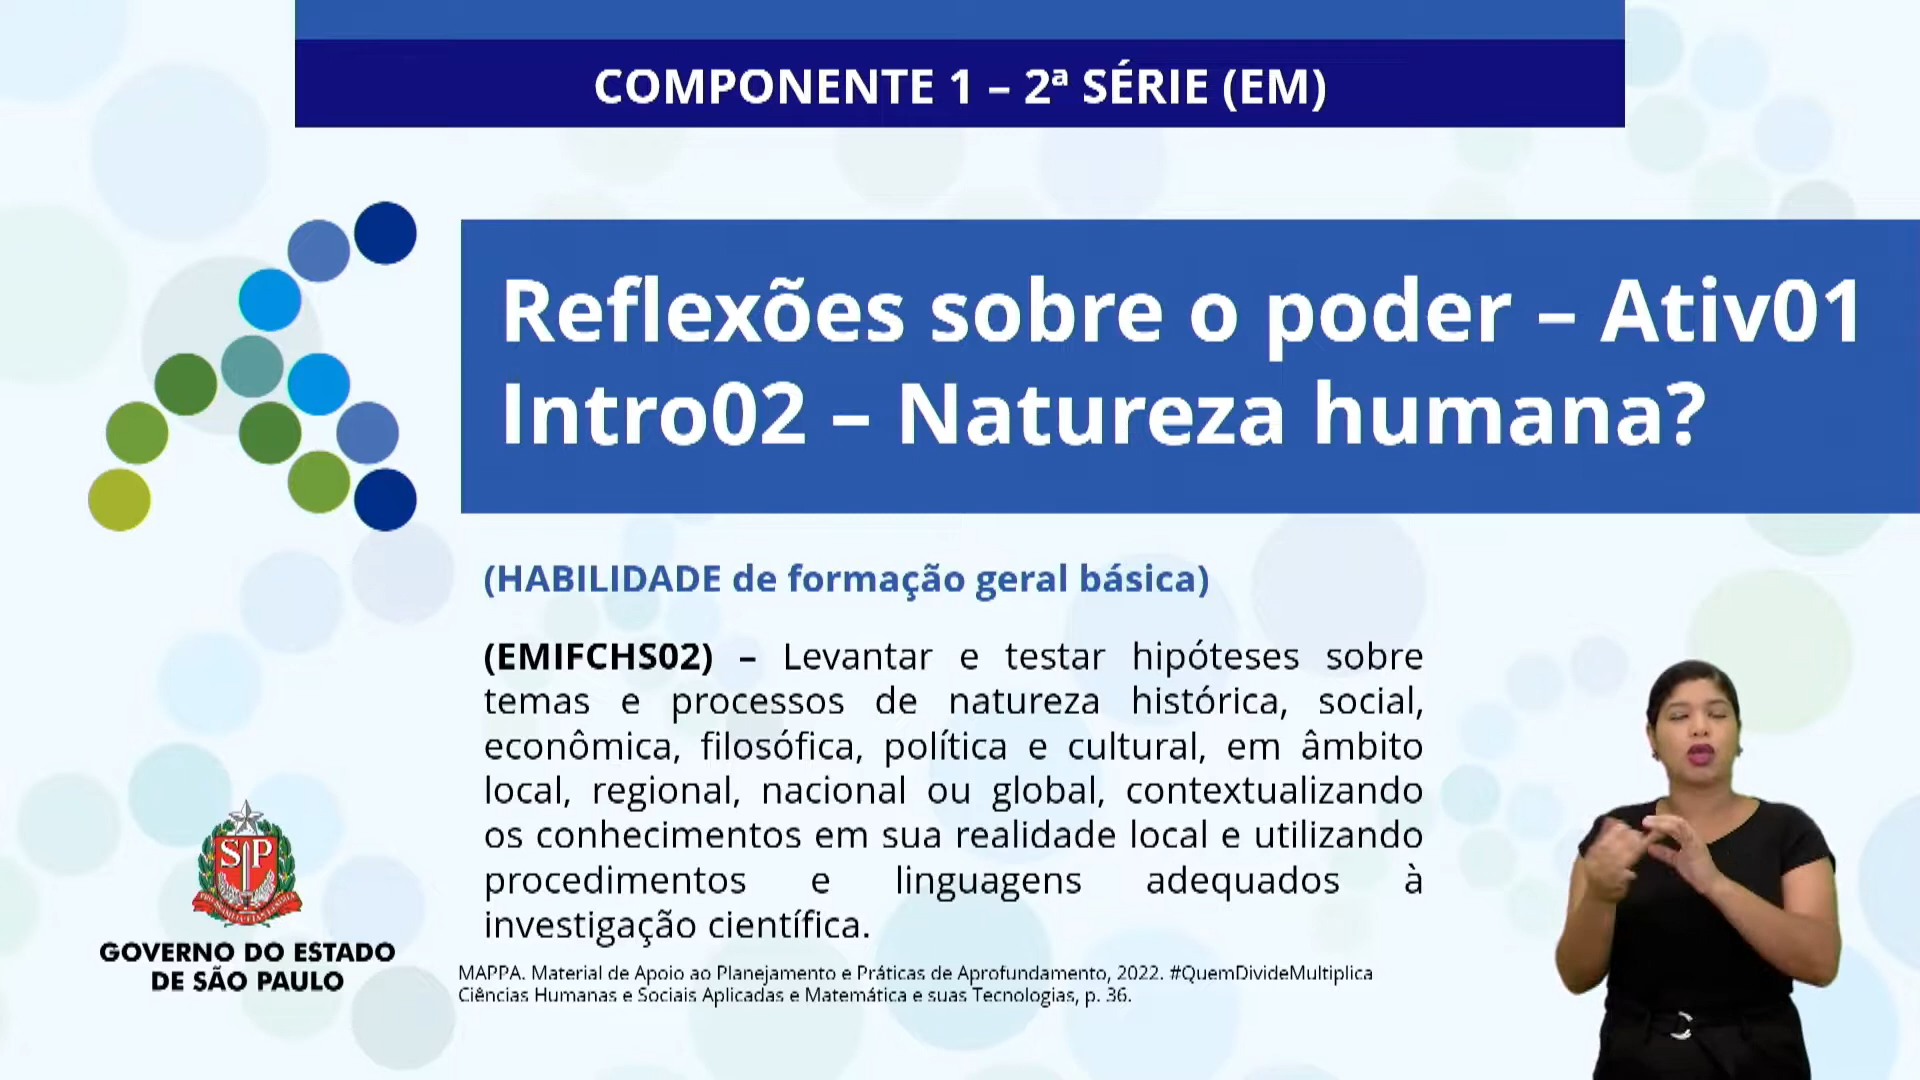 COMPONENTE 1 – 2ª SÉRIE (EM)
Reflexões sobre o poder – Ativ01
Intro02 – Natureza humana?
(HABILIDADE de formação geral básica)
(EMIFCHS02) – Levantar e testar hipóteses sobre
temas e processos de natureza histórica, social,
econômica, filosófica, política e cultural, em âmbito
local, regional, nacional ou global, contextualizando
os conhecimentos em sua realidade local e utilizando
procedimentos e linguagens adequados à
investigação científica.
MAPPA. Material de Apoio ao Planejamento e Práticas de Aprofundamento, 2022. #QuemDivideMultiplica
Ciências Humanas e Sociais Aplicadas e Matemática e suas Tecnologias, p. 36.
SP
GOVERNO DO ESTADO
DE SÃO PAULO